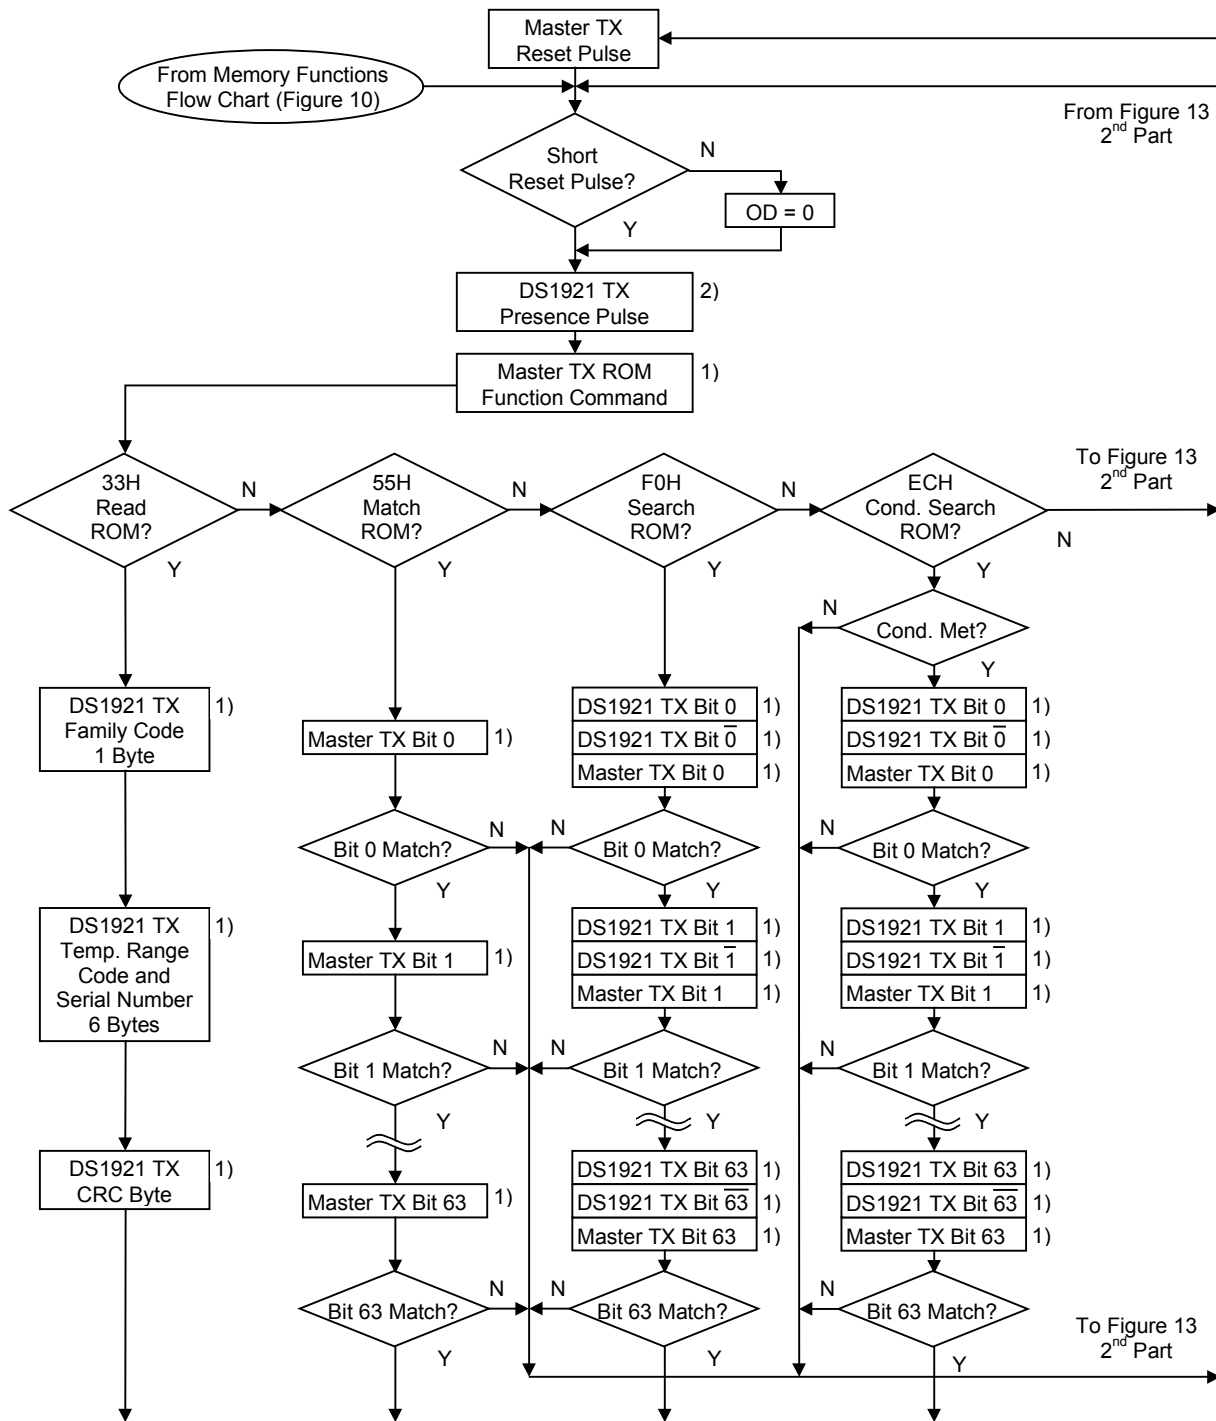 Master TX
Reset Pulse
From Memory Functions
Flow Chart (Figure 10)
From Figure 13
2nd Part
Short
Reset Pulse?
N
OD = 0
Y
DS1921 TX
Presence Pulse
2)
Master TX ROM
Function Command
1)
33H
Read
ROM?
N
Y
55H
Match
ROM?
N
Y
F0H
Search
ROM?
N
Y
ECH
Cond. Search
ROM?
N
Y
To Figure 13
2nd Part
N
Cond. Met?
Y
DS1921 TX
Family Code
1 Byte
1)
Master TX Bit 0
1)
DS1921 TX Bit 0
1)
DS1921 TX Bit 0̅
1)
Master TX Bit 0
1)
DS1921 TX Bit 0
1)
DS1921 TX Bit 0̅
1)
Master TX Bit 0
1)
Bit 0 Match?
N
Y
N
Bit 0 Match?
Y
N
Bit 0 Match?
Y
DS1921 TX
Temp. Range
Code and
Serial Number
6 Bytes
1)
Master TX Bit 1
1)
DS1921 TX Bit 1
1)
DS1921 TX Bit 1̅
1)
Master TX Bit 1
1)
DS1921 TX Bit 1
1)
DS1921 TX Bit 1̅
1)
Master TX Bit 1
1)
Bit 1 Match?
N
Y
N
Bit 1 Match?
Y
N
Bit 1 Match?
Y
DS1921 TX
CRC Byte
1)
Master TX Bit 63
1)
DS1921 TX Bit 63
1)
DS1921 TX Bit 6̅3̅
1)
Master TX Bit 63
1)
DS1921 TX Bit 63
1)
DS1921 TX Bit 6̅3̅
1)
Master TX Bit 63
1)
Bit 63 Match?
N
Y
N
Bit 63 Match?
Y
N
Bit 63 Match?
Y
To Figure 13
2nd Part